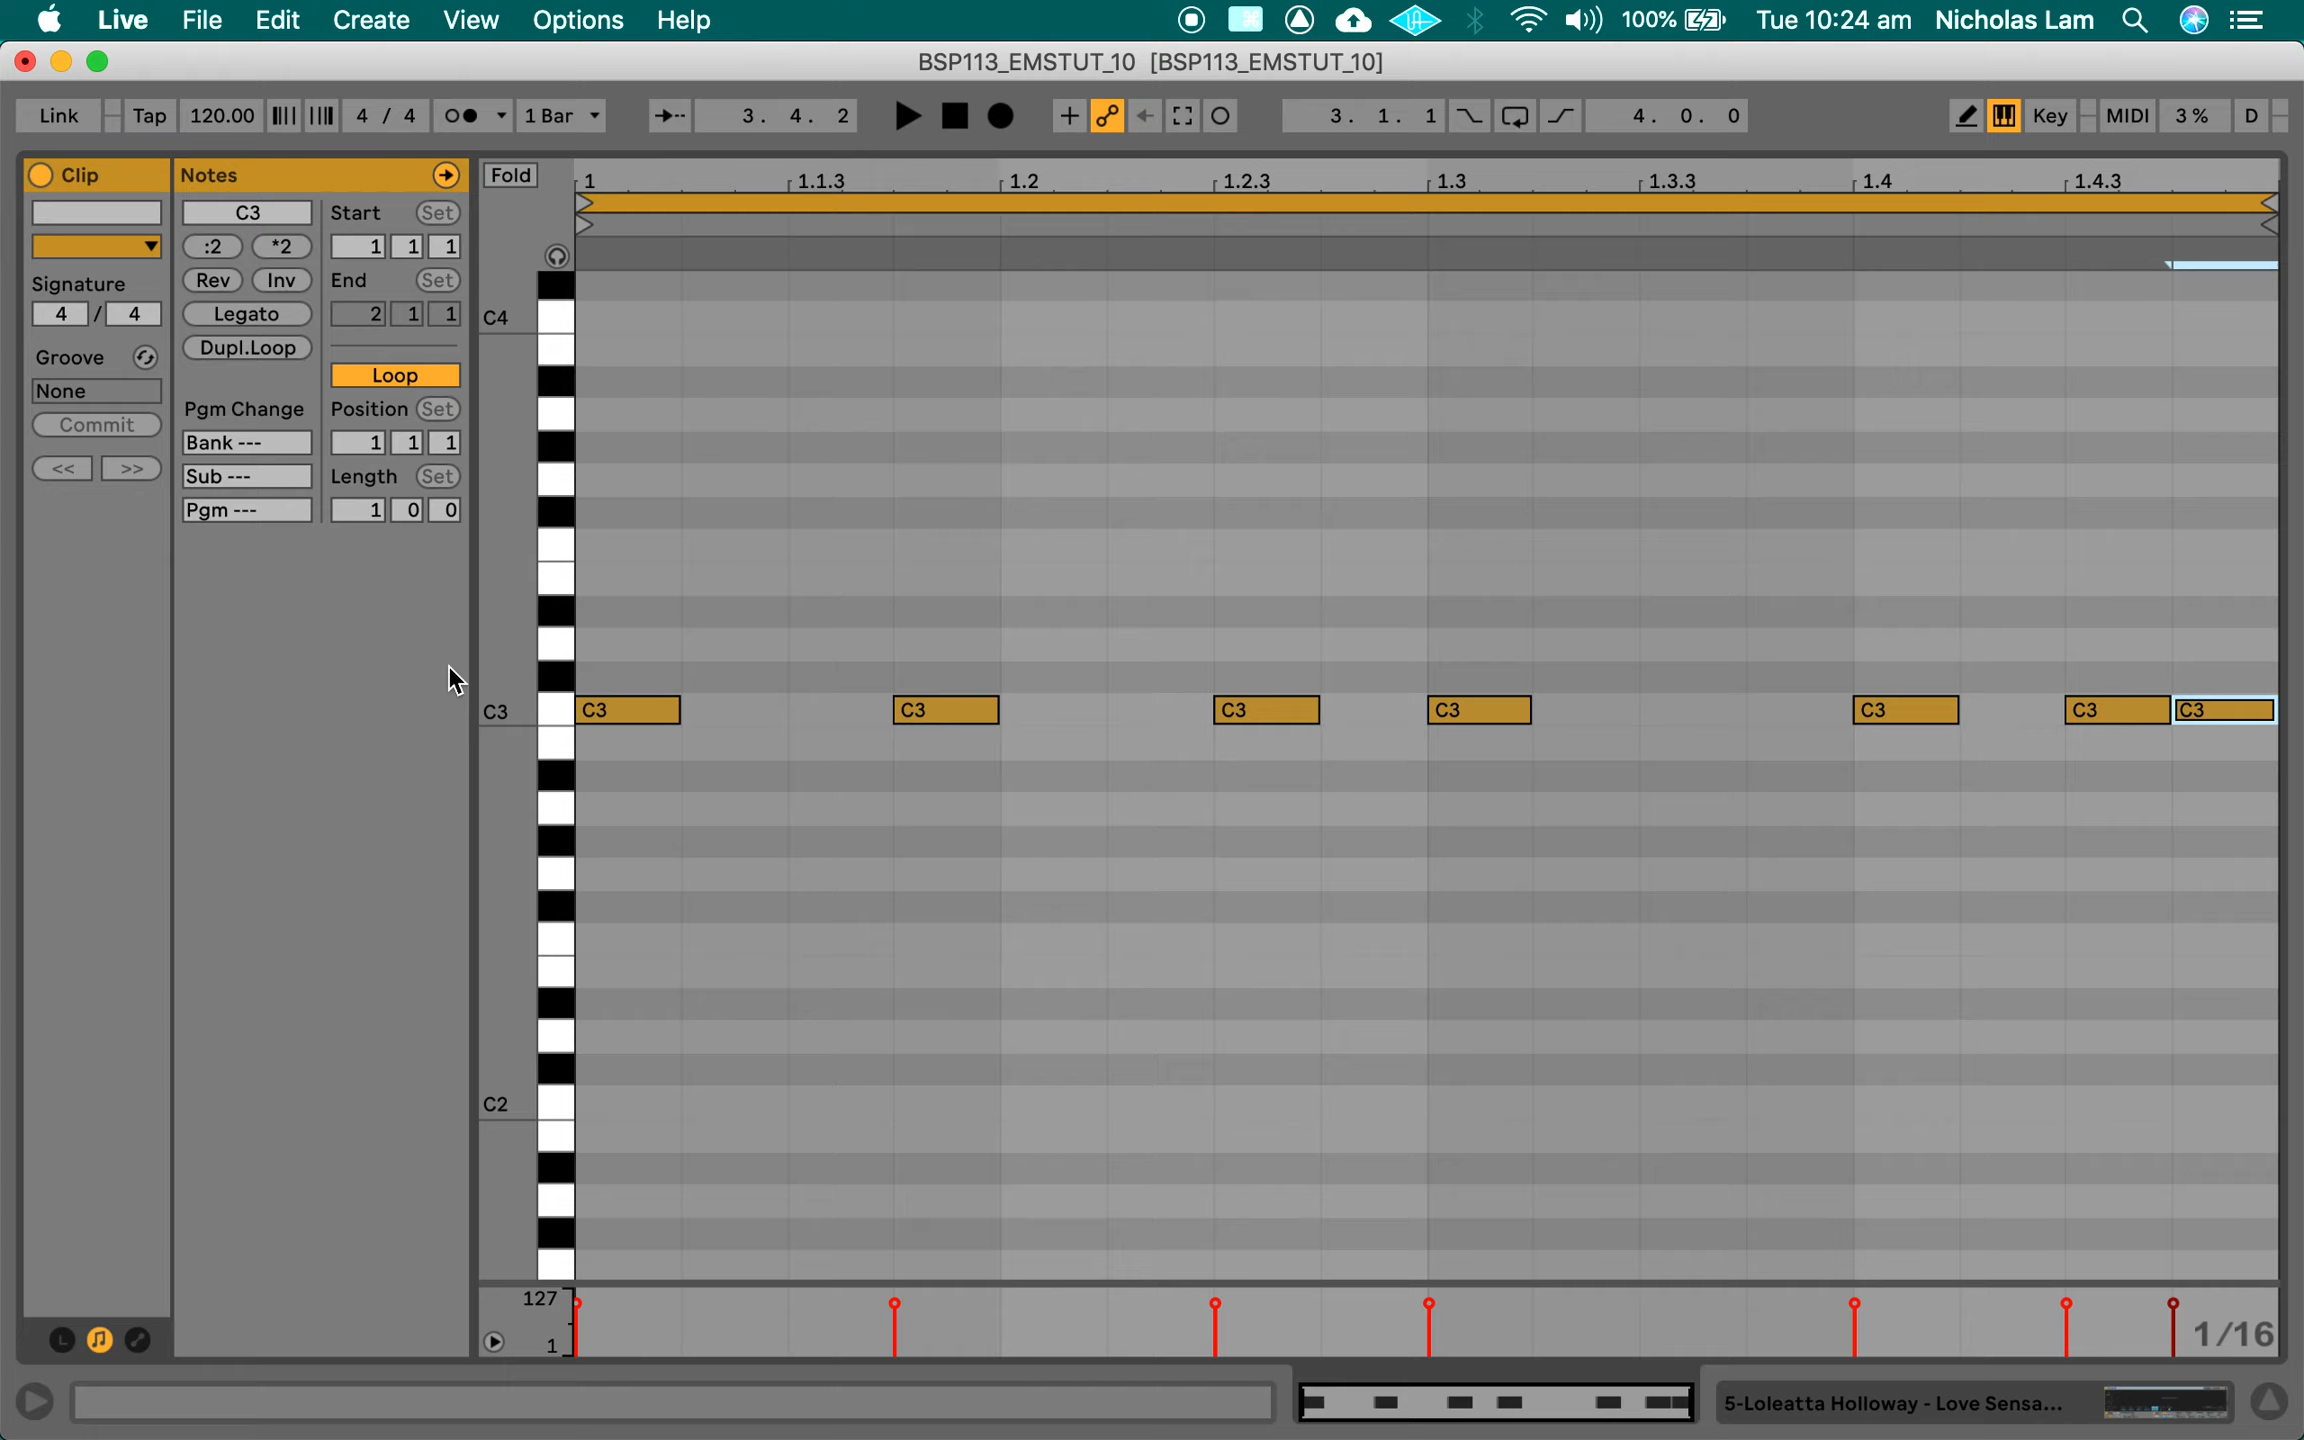 Live File Edit Create View Options Help 100% Tue 10:24 am Nicholas Lam
BSP113_EMSTUT_10 [BSP113_EMSTUT_10]
Link Tap 120.00 4 / 4 1 Bar 3. 4. 2 3. 1. 1 4. 0. 0 Key MIDI 3 % D
Clip Notes Fold 1 1.1.3 1.2 1.2.3 1.3 1.3.3 1.4 1.4.3
C3 Start Set
:2 *2 1 1 1
Rev Inv End Set
Signature
4 / 4 Legato 2 1 1
C4
Dupl.Loop
Groove
Loop
None
Pgm Change Position Set
Commit
Bank --- 1 1 1
<< >>
Sub --- Length Set
Pgm --- 1 0 0
C3 C3 C3 C3 C3 C3 C3 C3
C2
127
1
1/16
L
5-Loleatta Holloway - Love Sensa...